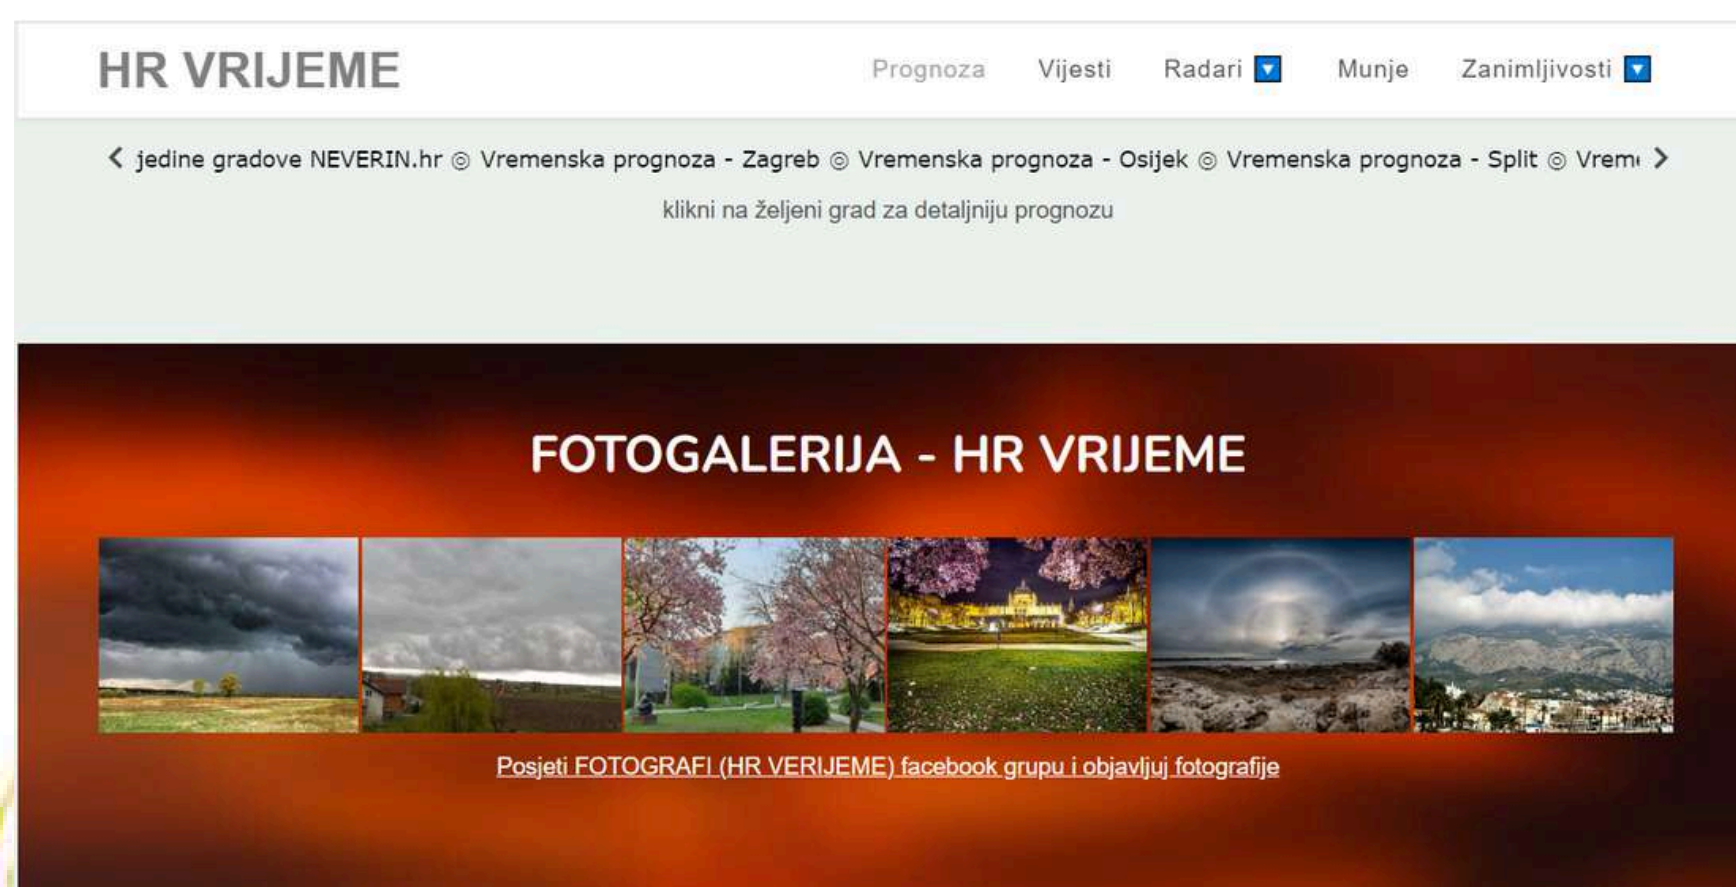 HR VRIJEME
Prognoza Vijesti Radari Munje Zanimljivosti
jedine gradove NEVERIN.hr ◎ Vremenska prognoza - Zagreb ◎ Vremenska prognoza - Osijek ◎ Vremenska prognoza - Split ◎ Vrem
klikni na željeni grad za detaljniju prognozu
FOTOGALERIJA - HR VRIJEME
Posjeti FOTOGRAFI (HR VERIJEME) facebook grupu i objavljuj fotografije